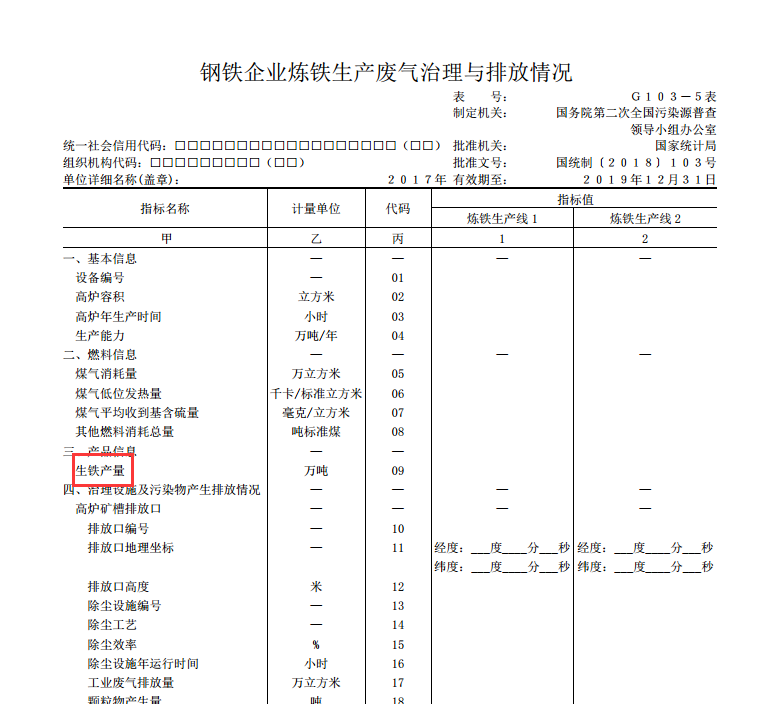 钢铁企业炼铁生产废气治理与排放情况
表　　号：　　Ｇ１０３－５表
制定机关：　　国务院第二次全国污染源普查
领导小组办公室
统一社会信用代码：□□□□□□□□□□□□□□□□□□（□□）　批准机关：　　国家统计局
组织机构代码：□□□□□□□□□（□□）　批准文号：　　国统制〔２０１８〕１０３号
单位详细名称(盖章)：　　２０１７年　有效期至：　　２０１９年１２月３１日
指标名称　计量单位　代码　指标值
炼铁生产线 1　炼铁生产线 2
甲　乙　丙　1　2
一、基本信息　—　—　—　—
设备编号　—　01
高炉容积　立方米　02
高炉年生产时间　小时　03
生产能力　万吨/年　04
二、燃料信息　—　—　—　—
煤气消耗量　万立方米　05
煤气低位发热量　千卡/标准立方米　06
煤气平均收到基含硫量　毫克/立方米　07
其他燃料消耗总量　吨标准煤　08
三、产品信息　—　—
生铁产量　万吨　09
四、治理设施及污染物产生排放情况　—　—　—　—
高炉矿槽排放口　—　—　—　—
排放口编号　—　10
排放口地理坐标　—　11　经度：___度____分___秒　经度：___度____分___秒
纬度：___度____分___秒　纬度：___度____分___秒
排放口高度　米　12
除尘设施编号　—　13
除尘工艺　—　14
除尘效率　%　15
除尘设施年运行时间　小时　16
工业废气排放量　万立方米　17
颗粒物产生量　吨　18